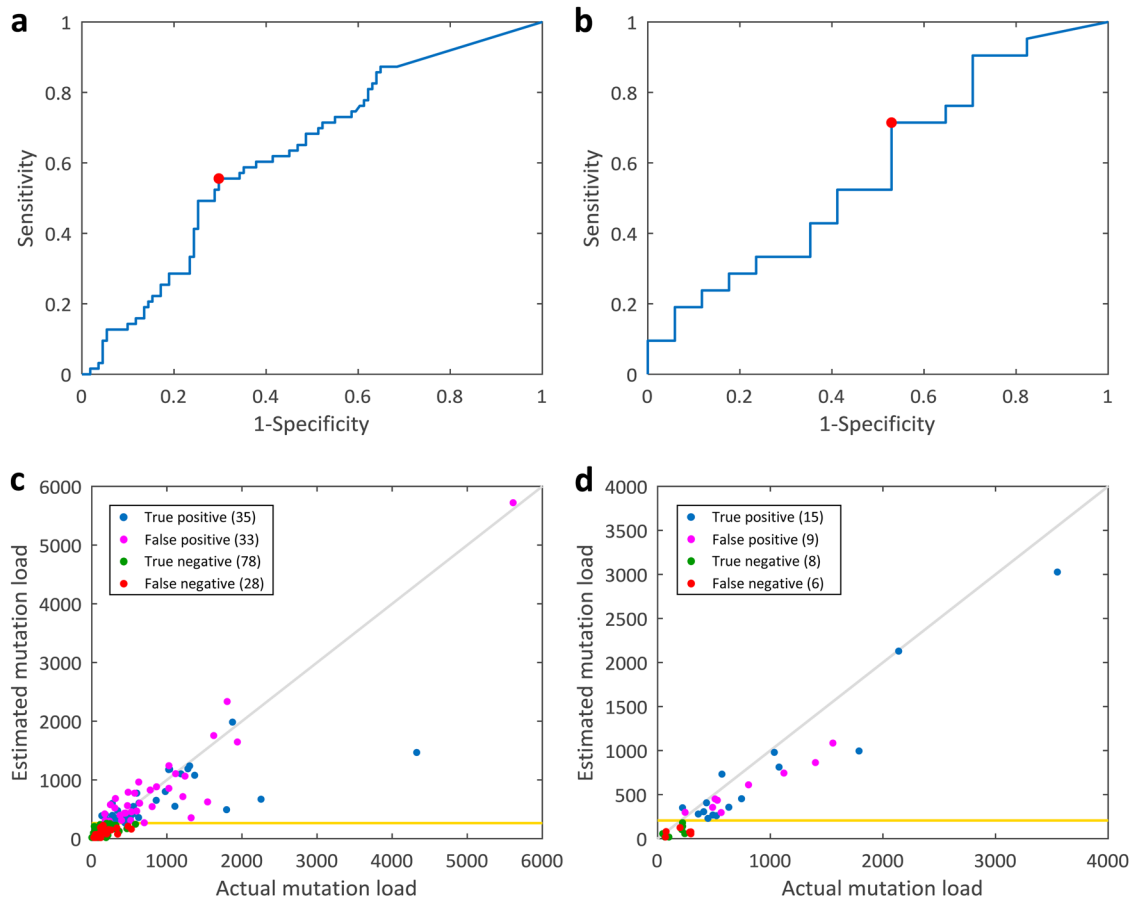 a
1
0.8
0.6
0.4
0.2
0
Sensitivity
0
0.2
0.4
0.6
0.8
1
1-Specificity
b
1
0.8
0.6
0.4
0.2
0
Sensitivity
0
0.2
0.4
0.6
0.8
1
1-Specificity
c
6000
5000
4000
3000
2000
1000
0
Estimated mutation load
True positive (35)
False positive (33)
True negative (78)
False negative (28)
0
1000
2000
3000
4000
5000
6000
Actual mutation load
d
4000
3500
3000
2500
2000
1500
1000
500
0
Estimated mutation load
True positive (15)
False positive (9)
True negative (8)
False negative (6)
0
1000
2000
3000
4000
Actual mutation load